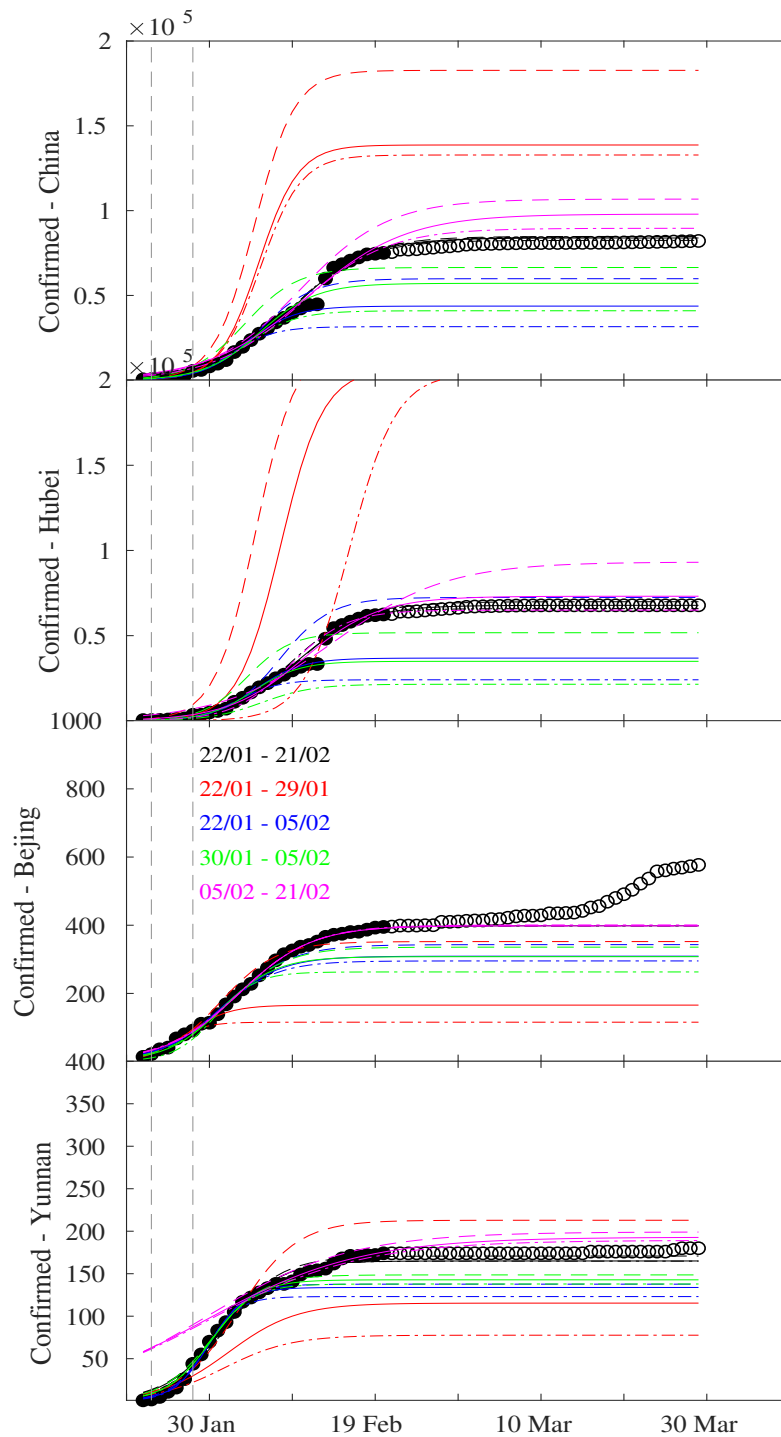 × 10 5
2
1.5
1
0.5
Confirmed - China
× 10 5
2
1.5
1
0.5
Confirmed - Hubei
1000
800
600
400
200
Confirmed - Bejing
22/01 - 21/02
22/01 - 29/01
22/01 - 05/02
30/01 - 05/02
05/02 - 21/02
400
350
300
250
200
150
100
50
Confirmed - Yunnan
30 Jan 19 Feb 10 Mar 30 Mar